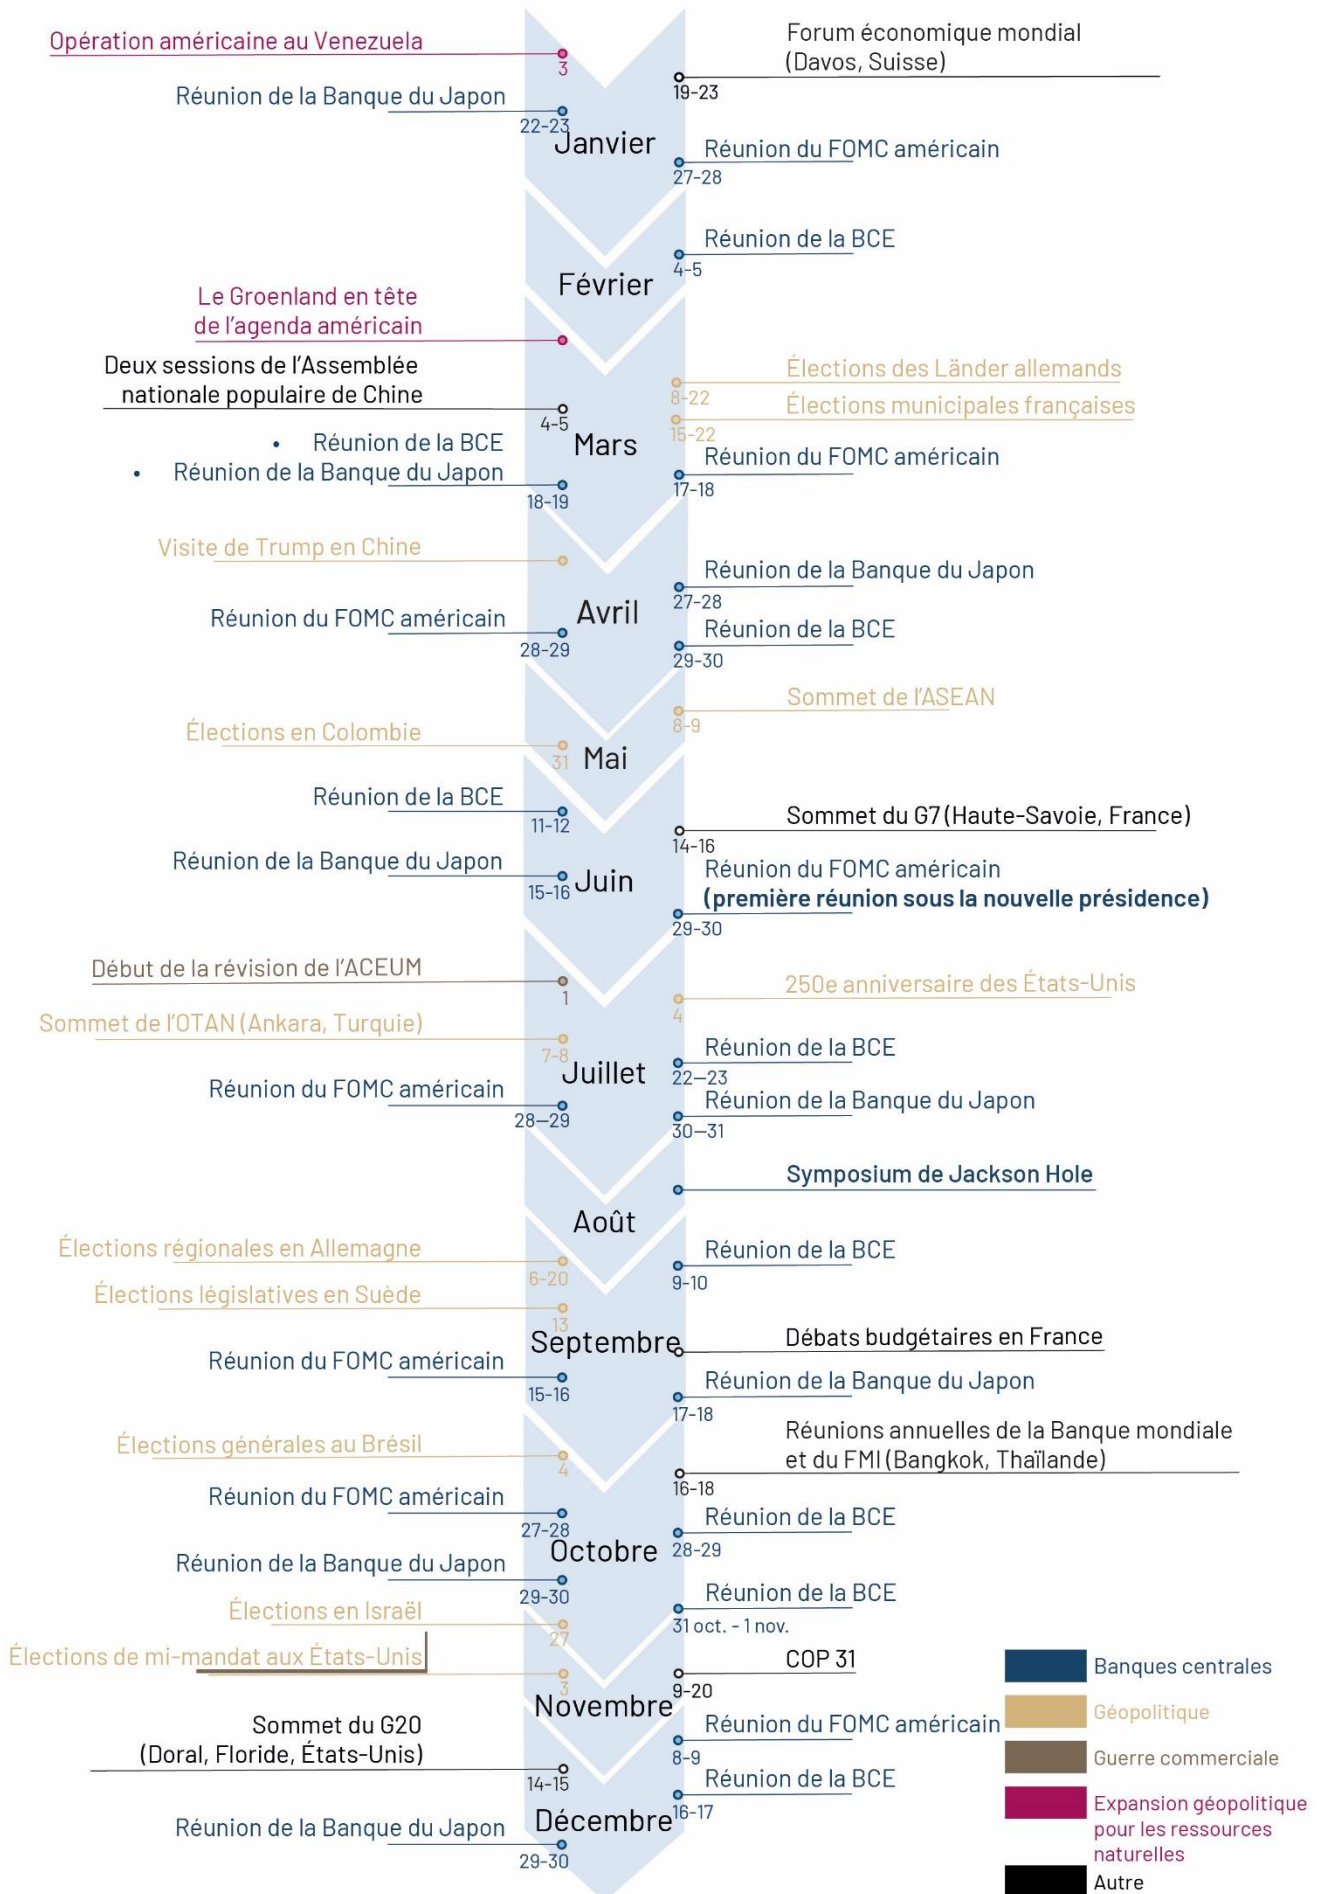 Opération américaine au Venezuela
3
Forum économique mondial
(Davos, Suisse)
19-23
Réunion de la Banque du Japon
22-23
Janvier
Réunion du FOMC américain
27-28
Réunion de la BCE
4-5
Février
Le Groenland en tête
de l'agenda américain
Deux sessions de l'Assemblée
nationale populaire de Chine
4-5
Élections des Länder allemands
8-22
Élections municipales françaises
15-22
Mars
• Réunion de la BCE
• Réunion de la Banque du Japon
18-19
Réunion du FOMC américain
17-18
Visite de Trump en Chine
Réunion de la Banque du Japon
27-28
Avril
Réunion du FOMC américain
28-29
Réunion de la BCE
29-30
Sommet de l'ASEAN
8-9
Élections en Colombie
31
Mai
Réunion de la BCE
11-12
Sommet du G7 (Haute-Savoie, France)
14-16
Réunion de la Banque du Japon
15-16
Juin
Réunion du FOMC américain
(première réunion sous la nouvelle présidence)
29-30
Début de la révision de l'ACEUM
1
250e anniversaire des États-Unis
4
Sommet de l'OTAN (Ankara, Turquie)
7-8
Réunion de la BCE
22—23
Juillet
Réunion du FOMC américain
28—29
Réunion de la Banque du Japon
30—31
Symposium de Jackson Hole
Août
Élections régionales en Allemagne
6-20
Réunion de la BCE
9-10
Élections législatives en Suède
13
Septembre
Débats budgétaires en France
Réunion du FOMC américain
15-16
Réunion de la Banque du Japon
17-18
Élections générales au Brésil
4
Réunions annuelles de la Banque mondiale
et du FMI (Bangkok, Thaïlande)
16-18
Réunion du FOMC américain
27-28
Réunion de la BCE
28-29
Octobre
Réunion de la Banque du Japon
29-30
Réunion de la BCE
31 oct. - 1 nov.
Élections en Israël
27
Élections de mi-mandat aux États-Unis
3
COP 31
9-20
Novembre
Sommet du G20
(Doral, Floride, États-Unis)
14-15
Réunion du FOMC américain
8-9
Réunion de la BCE
16-17
Décembre
Réunion de la Banque du Japon
29-30
Banques centrales
Géopolitique
Guerre commerciale
Expansion géopolitique
pour les ressources
naturelles
Autre